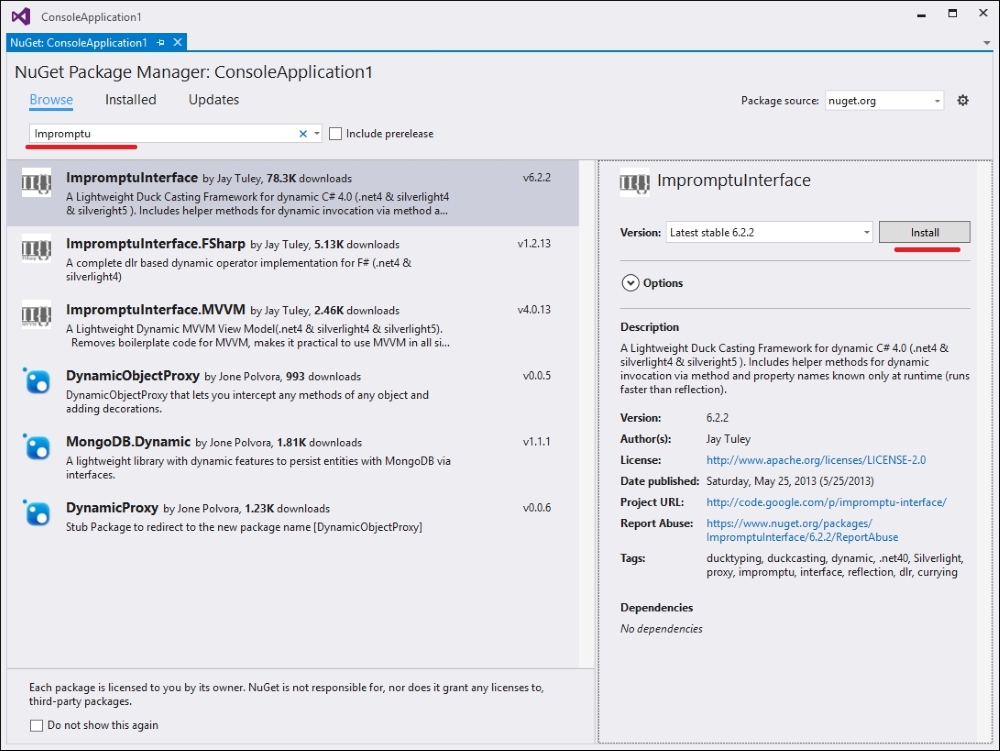 ConsoleApplication1
NuGet: ConsoleApplication1
NuGet Package Manager: ConsoleApplication1
Browse Installed Updates
Package source: nuget.org
Impromptu
Include prerelease
ImpromptuInterface by Jay Tuley, 78.3K downloads v6.2.2
A Lightweight Duck Casting Framework for dynamic C# 4.0 (.net4 & silverlight4
& silveright5 ). Includes helper methods for dynamic invocation via method a...
ImpromptuInterface.FSharp by Jay Tuley, 5.13K downloads v1.2.13
A complete dlr based dynamic operator implementation for F# (.net4 &
silverlight4)
ImpromptuInterface.MVVM by Jay Tuley, 2.46K downloads v4.0.13
A Lightweight Dynamic MVVM View Model(.net4 & silverlight4 & silverlight5).
Removes boilerplate code for MVVM, makes it practical to use MVVM in all si...
DynamicObjectProxy by Jone Polvora, 993 downloads v0.0.5
DynamicObjectProxy that lets you intercept any methods of any object and
adding decorations.
MongoDB.Dynamic by Jone Polvora, 1.81K downloads v1.1.1
A lightweight library with dynamic features to persist entities with MongoDB via
interfaces.
DynamicProxy by Jone Polvora, 1.23K downloads v0.0.6
Stub Package to redirect to the new package name [DynamicObjectProxy]
Each package is licensed to you by its owner. NuGet is not responsible for, nor does it grant any licenses to,
third-party packages.
Do not show this again
ImpromptuInterface
Version: Latest stable 6.2.2 Install
Options
Description
A Lightweight Duck Casting Framework for dynamic C# 4.0 (.net4 &
silverlight4 & silveright5 ). Includes helper methods for dynamic
invocation via method and property names known only at runtime (runs
faster than reflection).
Version: 6.2.2
Author(s): Jay Tuley
License: http://www.apache.org/licenses/LICENSE-2.0
Date published: Saturday, May 25, 2013 (5/25/2013)
Project URL: http://code.google.com/p/impromptu-interface/
Report Abuse: https://www.nuget.org/packages/
ImpromptuInterface/6.2.2/ReportAbuse
Tags: ducktyping, duckcasting, dynamic, .net40, Silverlight,
proxy, impromptu, interface, reflection, dlr, currying
Dependencies
No dependencies